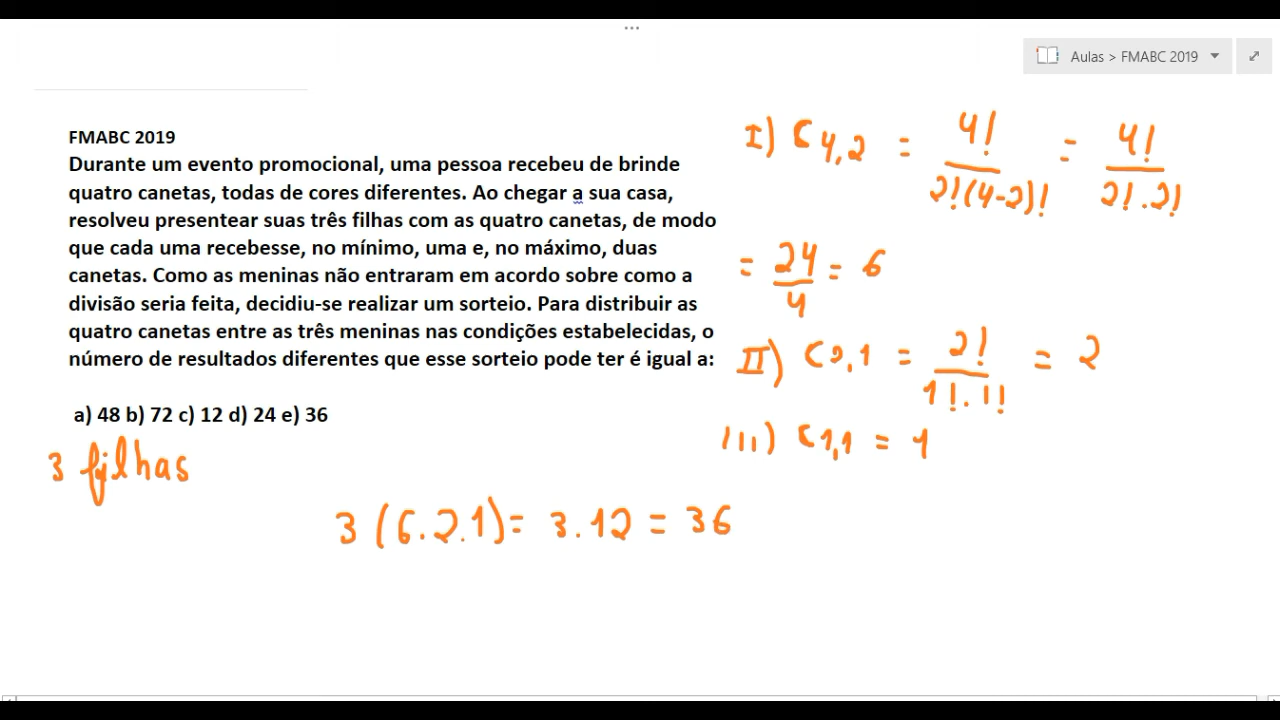 Aulas > FMABC 2019
FMABC 2019
Durante um evento promocional, uma pessoa recebeu de brinde
quatro canetas, todas de cores diferentes. Ao chegar a sua casa,
resolveu presentear suas três filhas com as quatro canetas, de modo
que cada uma recebesse, no mínimo, uma e, no máximo, duas
canetas. Como as meninas não entraram em acordo sobre como a
divisão seria feita, decidiu-se realizar um sorteio. Para distribuir as
quatro canetas entre as três meninas nas condições estabelecidas, o
número de resultados diferentes que esse sorteio pode ter é igual a:
a) 48 b) 72 c) 12 d) 24 e) 36
3 filhas
3 (6.2.1) = 3.12 = 36
I) C4,2 = 4!/2!(4-2)! = 4!/2!.2!
= 24/4 = 6
II) C2,1 = 2!/1!.1! = 2
III) C1,1 = 1